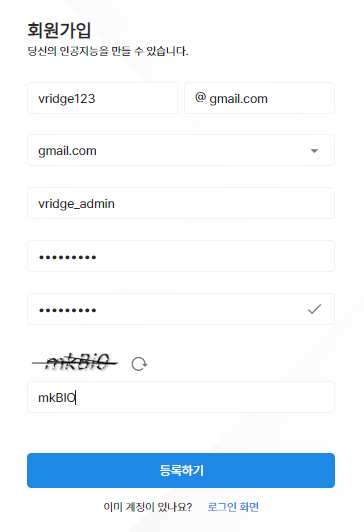 회원가입
당신의 인공지능을 만들 수 있습니다.
vridge123 @ gmail.com
gmail.com
vridge_admin
•••••••••
•••••••••
mkBiO
mkBIO
등록하기
이미 계정이 있나요? 로그인 화면